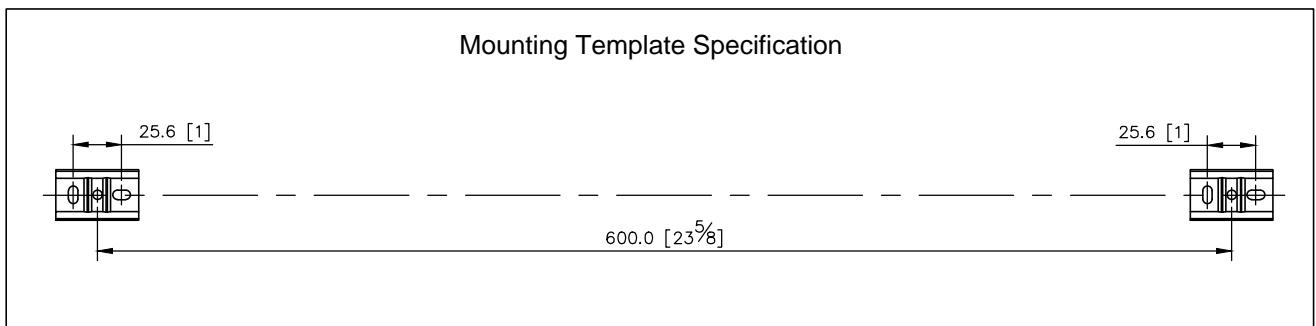 Mounting Template Specification
25.6 [1]
25.6 [1]
600.0 [23⅝]